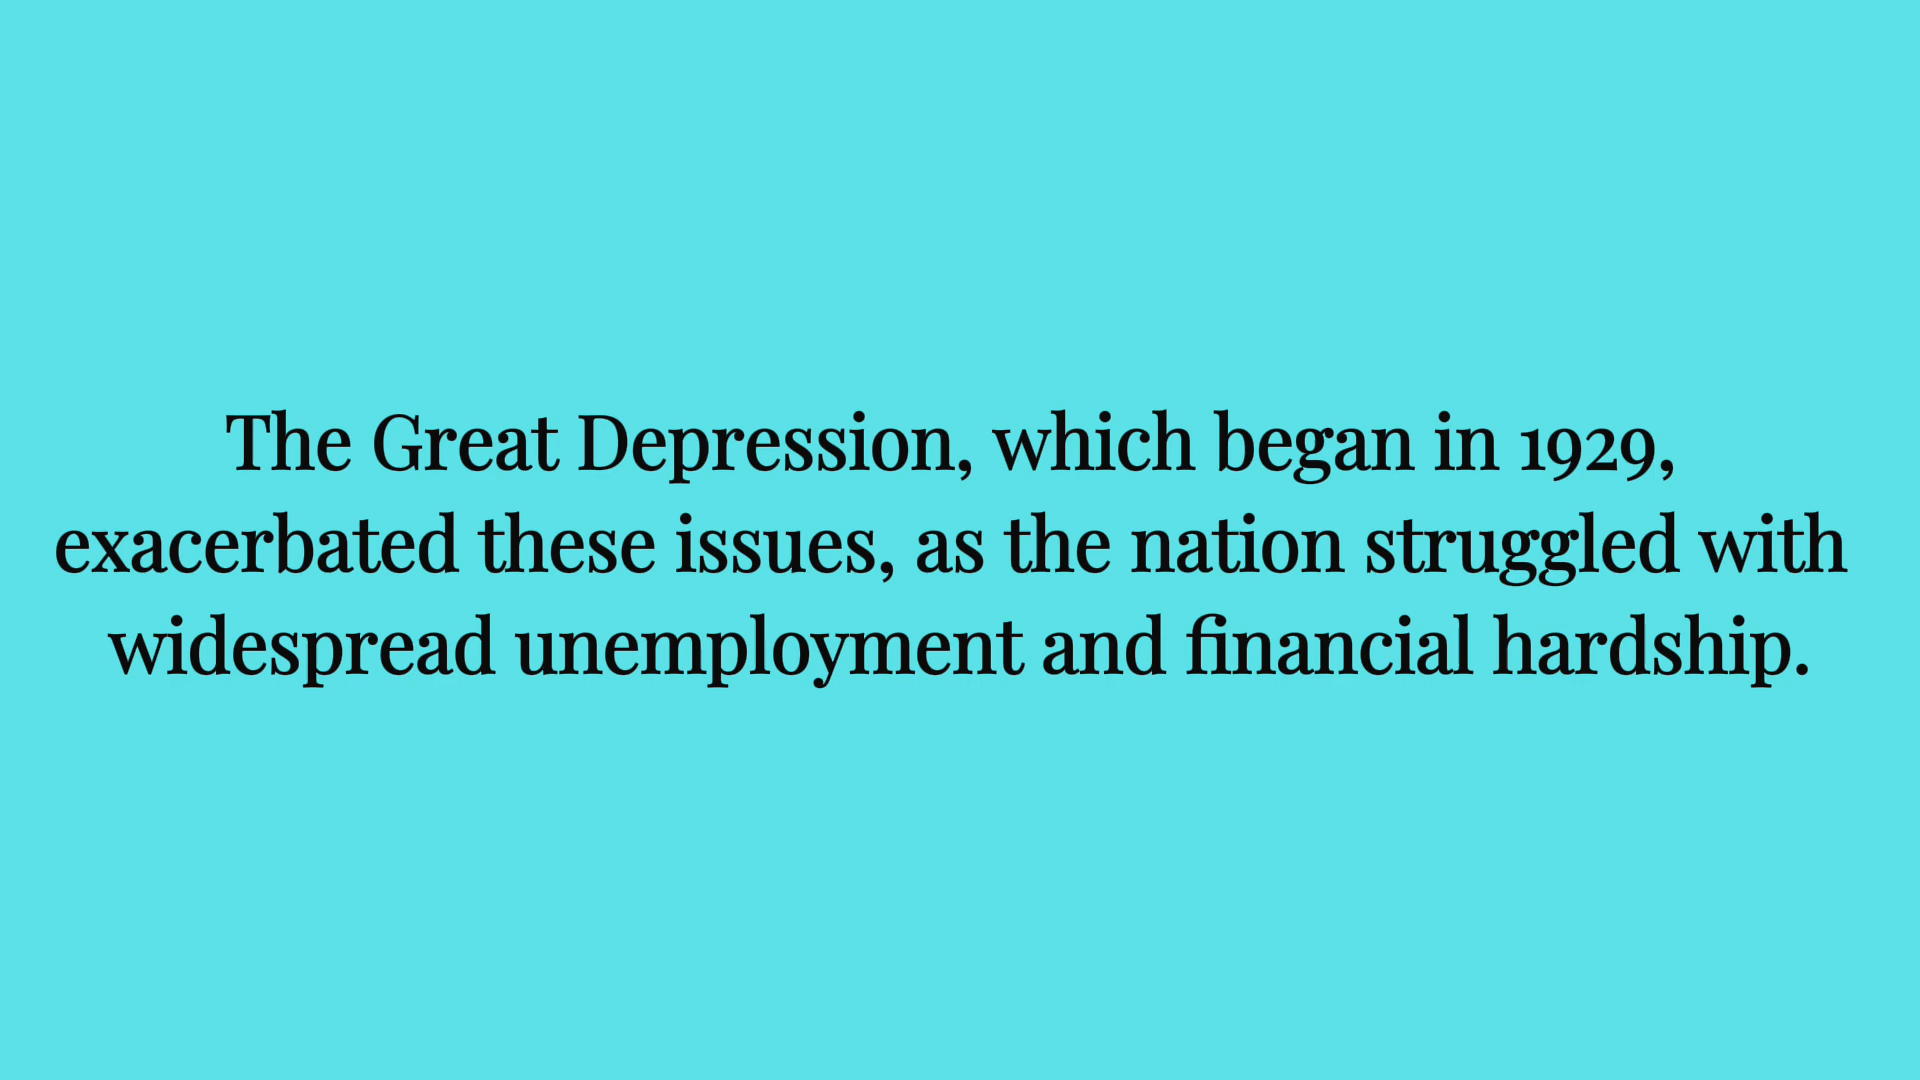 The Great Depression, which began in 1929,
exacerbated these issues, as the nation struggled with
widespread unemployment and financial hardship.